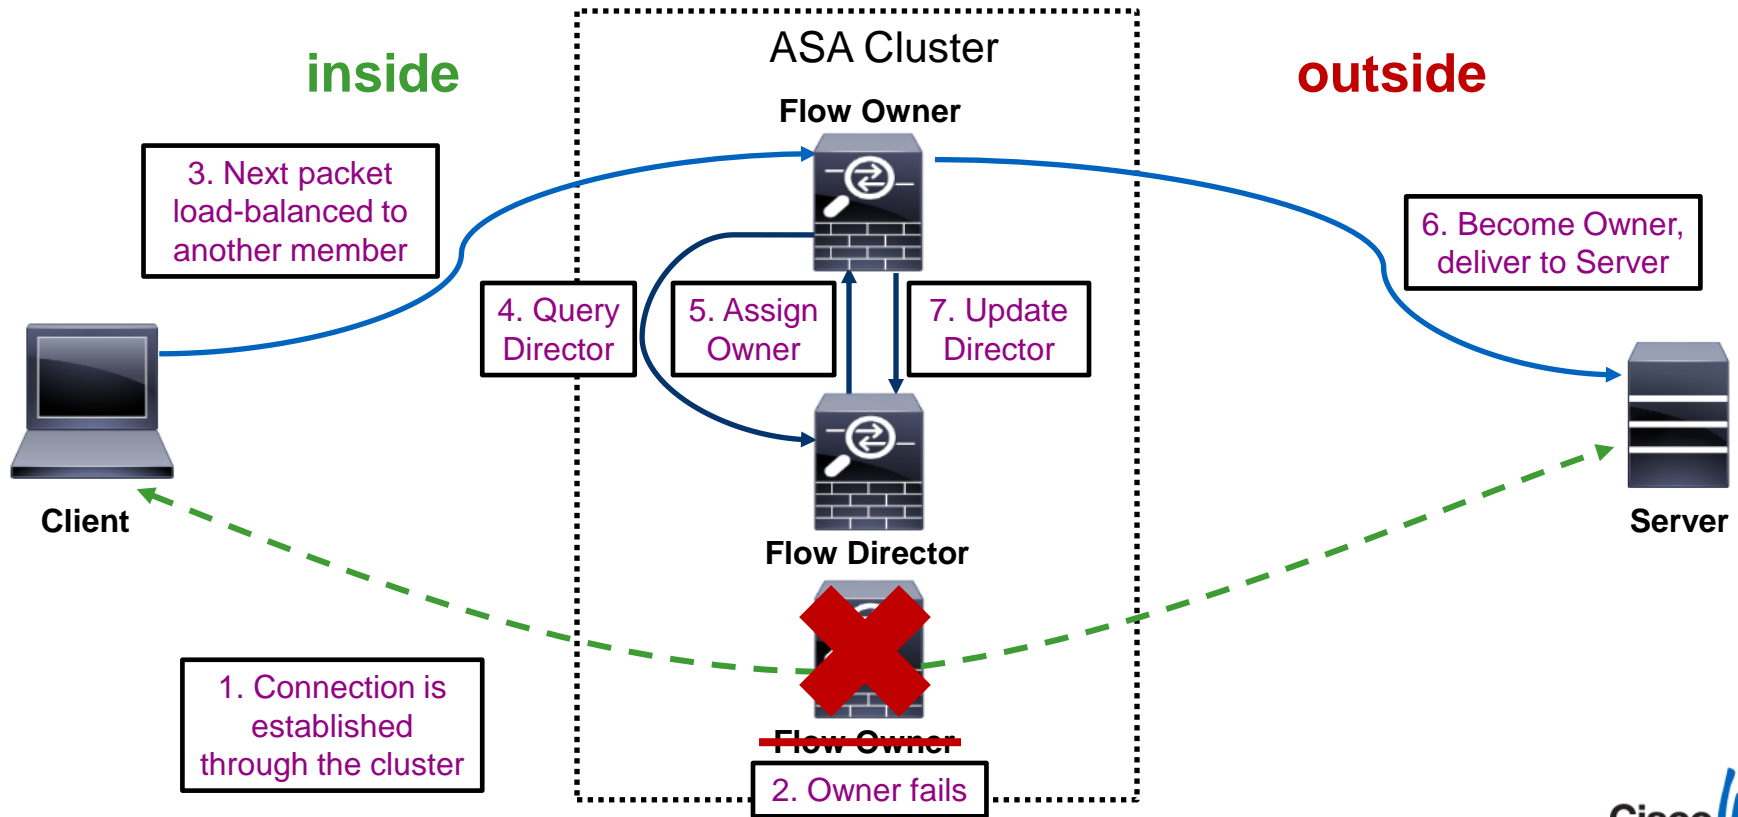 ASA Cluster
inside
outside
Flow Owner
3. Next packet
load-balanced to
another member
6. Become Owner,
deliver to Server
4. Query
Director
5. Assign
Owner
7. Update
Director
Client
Server
Flow Director
1. Connection is
established
through the cluster
Flow Owner
2. Owner fails
Cisco